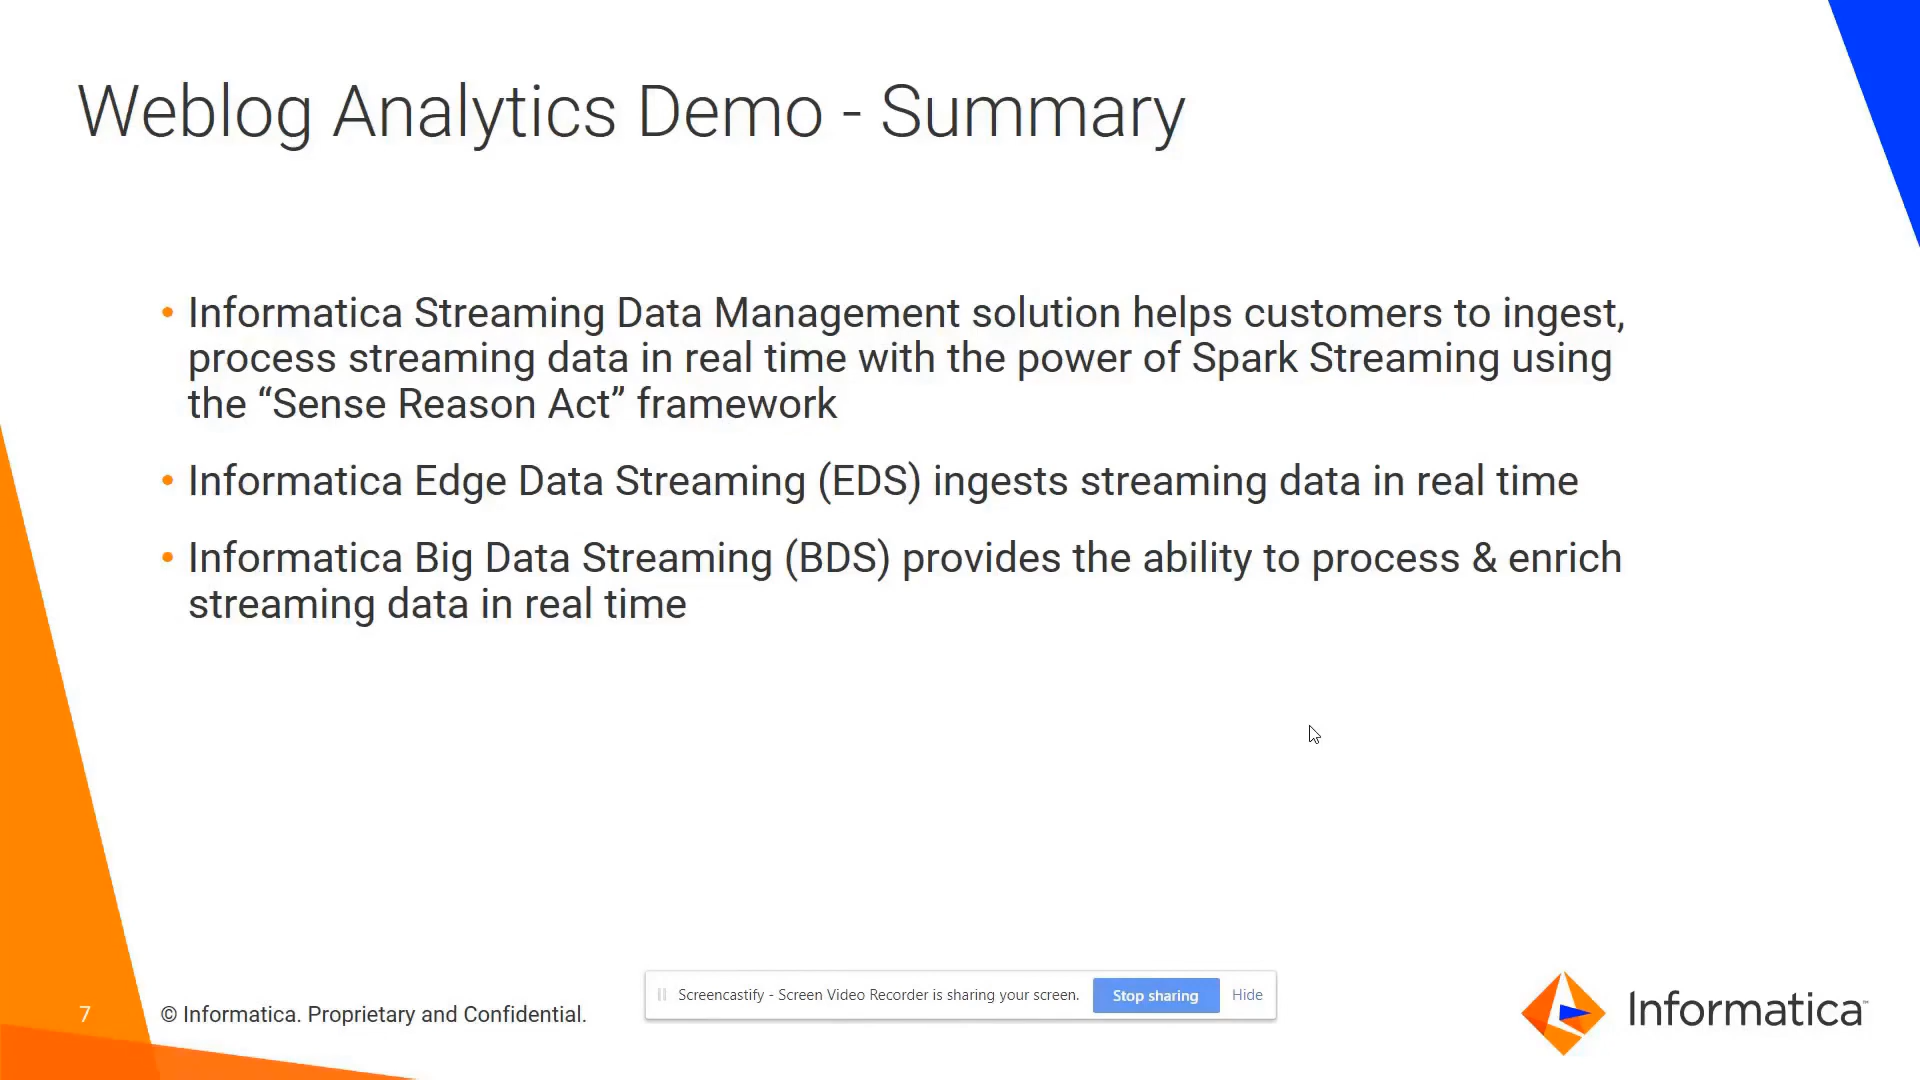 Weblog Analytics Demo - Summary
• Informatica Streaming Data Management solution helps customers to ingest,
process streaming data in real time with the power of Spark Streaming using
the “Sense Reason Act” framework
• Informatica Edge Data Streaming (EDS) ingests streaming data in real time
• Informatica Big Data Streaming (BDS) provides the ability to process & enrich
streaming data in real time
7
© Informatica. Proprietary and Confidential.
Screencastify - Screen Video Recorder is sharing your screen.
Stop sharing
Hide
Informatica™